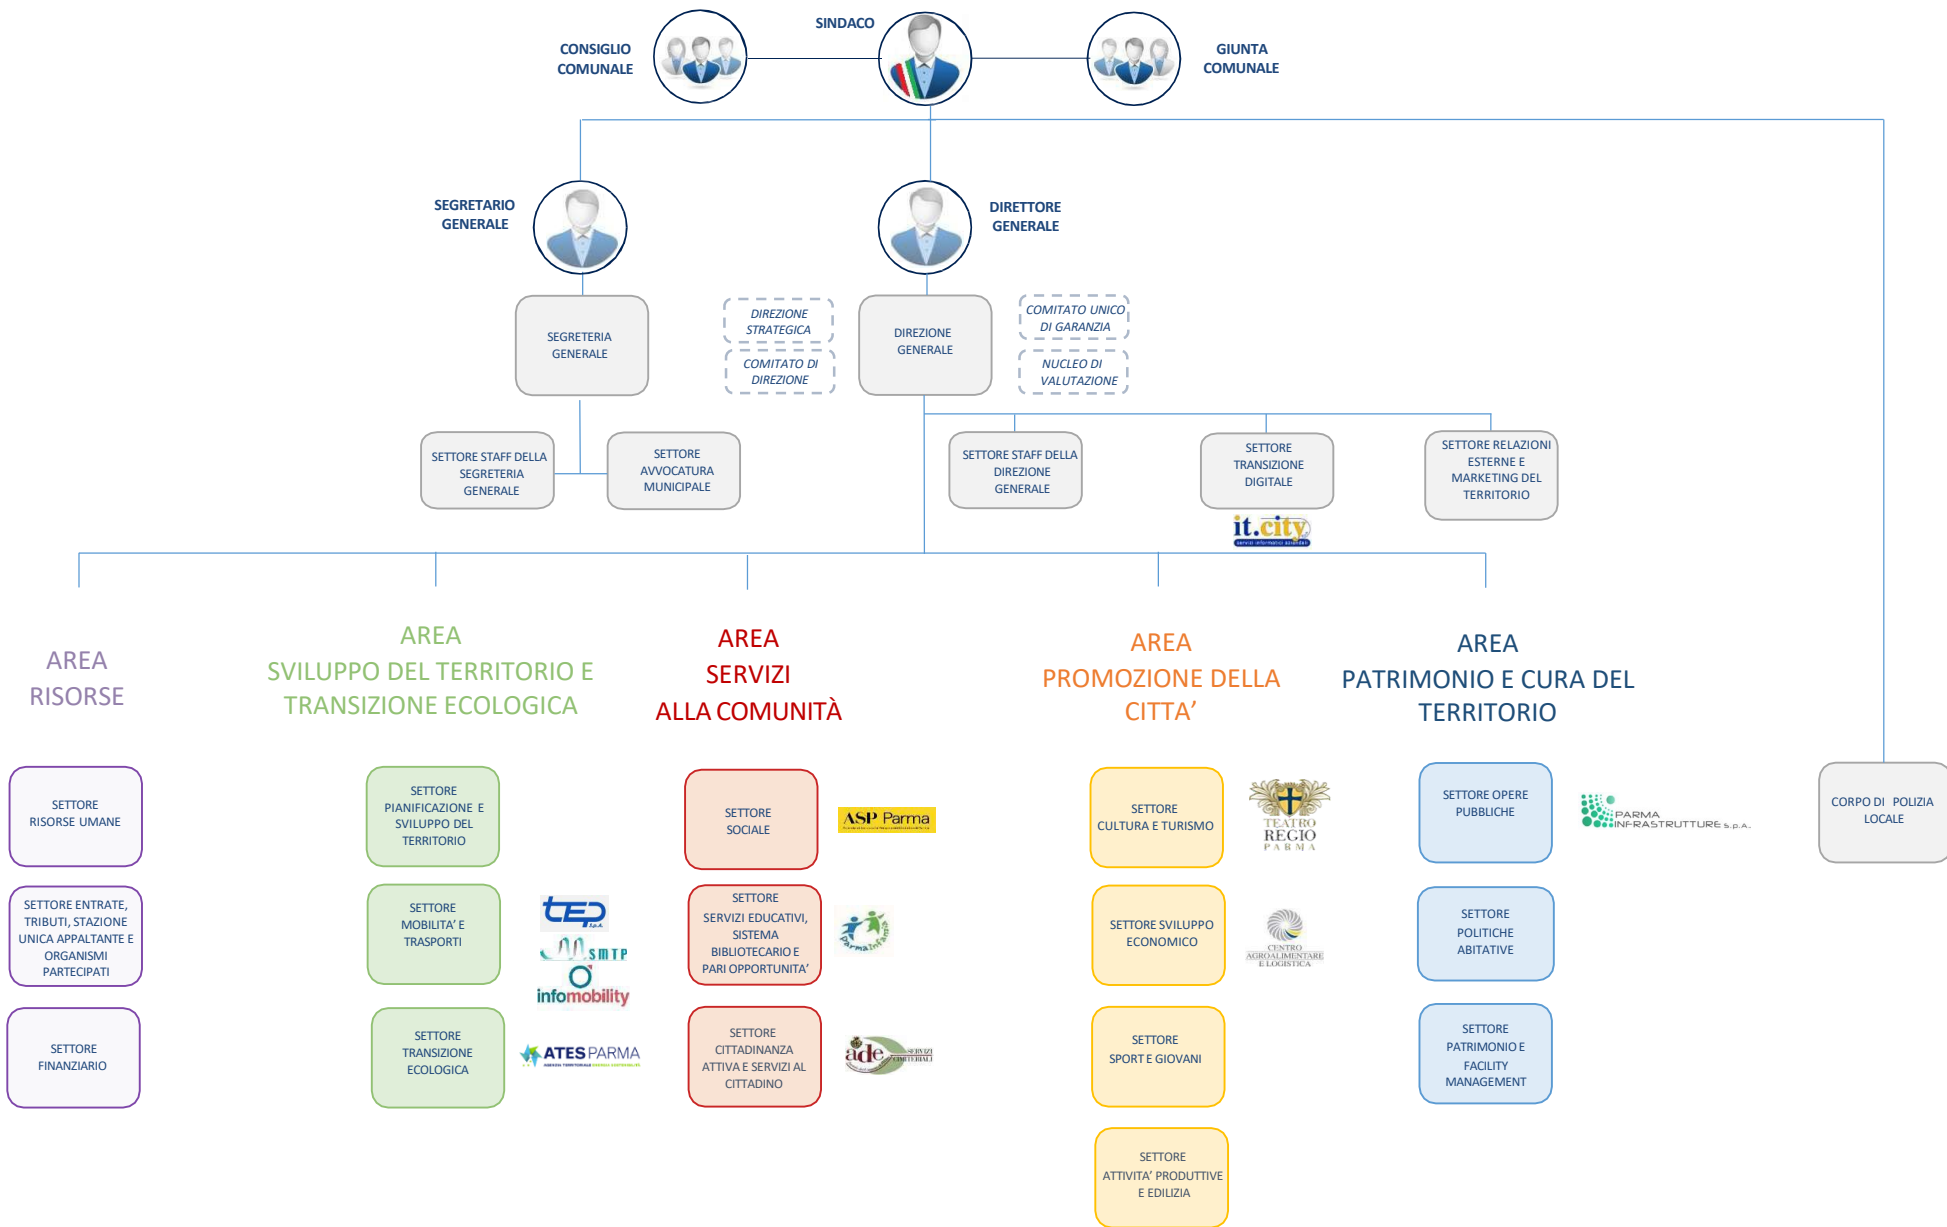 SINDACO
CONSIGLIO
COMUNALE
GIUNTA
COMUNALE
SEGRETARIO
GENERALE
DIRETTORE
GENERALE
SEGRETERIA
GENERALE
DIREZIONE
STRATEGICA
COMITATO DI
DIREZIONE
DIREZIONE
GENERALE
COMITATO UNICO
DI GARANZIA
NUCLEO DI
VALUTAZIONE
SETTORE STAFF DELLA
SEGRETERIA
GENERALE
SETTORE
AVVOCATURA
MUNICIPALE
SETTORE STAFF DELLA
DIREZIONE
GENERALE
SETTORE
TRANSIZIONE
DIGITALE
it.city
servizi informatici aziendali
SETTORE RELAZIONI
ESTERNE E
MARKETING DEL
TERRITORIO
AREA
RISORSE
AREA
SVILUPPO DEL TERRITORIO E
TRANSIZIONE ECOLOGICA
AREA
SERVIZI
ALLA COMUNITÀ
AREA
PROMOZIONE DELLA
CITTA’
AREA
PATRIMONIO E CURA DEL
TERRITORIO
SETTORE
RISORSE UMANE
SETTORE ENTRATE,
TRIBUTI, STAZIONE
UNICA APPALTANTE E
ORGANISMI
PARTECIPATI
SETTORE
FINANZIARIO
SETTORE
PIANIFICAZIONE E
SVILUPPO DEL
TERRITORIO
SETTORE
MOBILITA’ E
TRASPORTI
tep
S.p.A.
SMTP
infomobility
SETTORE
TRANSIZIONE
ECOLOGICA
ATES PARMA
SETTORE
SOCIALE
ASP Parma
SETTORE
SERVIZI EDUCATIVI,
SISTEMA
BIBLIOTECARIO E
PARI OPPORTUNITA’
ParmaInfanzia
SETTORE
CITTADINANZA
ATTIVA E SERVIZI AL
CITTADINO
ade
SERVIZI
CIMITERIALI
SETTORE
CULTURA E TURISMO
TEATRO
REGIO
PARMA
SETTORE SVILUPPO
ECONOMICO
CENTRO
AGROALIMENTARE
E LOGISTICA
SETTORE
SPORT E GIOVANI
SETTORE
ATTIVITA’ PRODUTTIVE
E EDILIZIA
SETTORE OPERE
PUBBLICHE
PARMA
INFRASTRUTTURE S.p.A.
SETTORE
POLITICHE
ABITATIVE
SETTORE
PATRIMONIO E
FACILITY
MANAGEMENT
CORPO DI POLIZIA
LOCALE